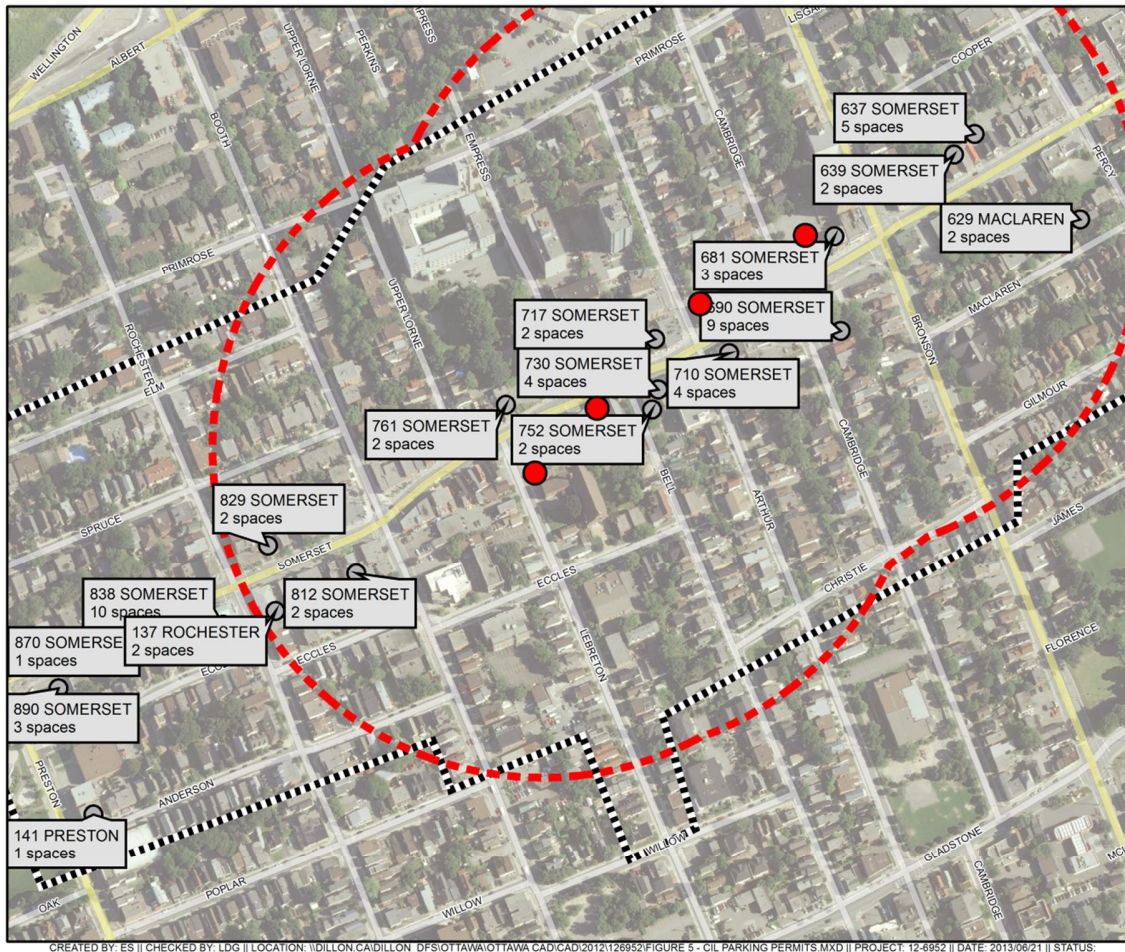 WELLINGTON
ALBERT
BOOTH
UPPER LORNE
PERKINS
EMPRESS
PRIMROSE
CAMBRIDGE
COOPER
PERCY
637 SOMERSET
5 spaces
639 SOMERSET
2 spaces
629 MACLAREN
2 spaces
EMPRESS
PRIMROSE
UPPER LORNE
681 SOMERSET
3 spaces
690 SOMERSET
9 spaces
MACLAREN
BRONSON
717 SOMERSET
2 spaces
730 SOMERSET
4 spaces
710 SOMERSET
4 spaces
ROCHESTER
ELM
GILMOUR
761 SOMERSET
2 spaces
752 SOMERSET
2 spaces
CAMBRIDGE
BELL
ARTHUR
829 SOMERSET
2 spaces
SPRUCE
SOMERSET
JAMES
ECCLES
CHRISTIE
838 SOMERSET
10 spaces
812 SOMERSET
2 spaces
137 ROCHESTER
2 spaces
870 SOMERSE
1 spaces
ECCLES
LEBRETON
FLORENCE
890 SOMERSET
3 spaces
PRESTON
ANDERSON
141 PRESTON
1 spaces
WILLOW
GLADSTONE
POPLAR
OAK
WILLOW
CAMBRIDGE
CREATED BY: ES || CHECKED BY: LDG || LOCATION: \\DILLON.CA\DILLON_DFS\OTTAWA\OTTAWA CAD\CAD\2012\126952\FIGURE 5 - CIL PARKING PERMITS.MXD || PROJECT: 12-6952 || DATE: 2013/06/21 || STATUS: